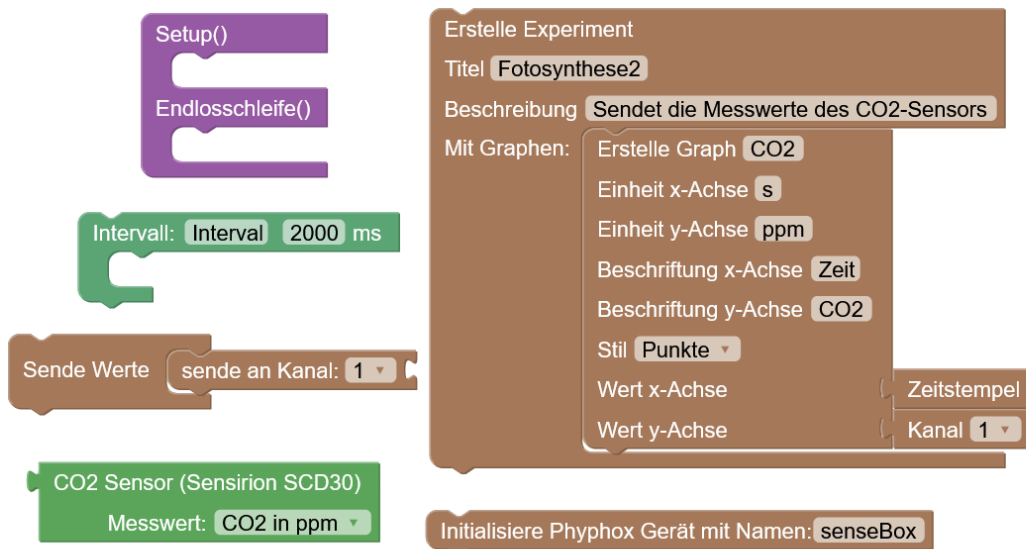 Setup()
Endlosschleife()
Intervall: Interval 2000 ms
Sende Werte sende an Kanal: 1
CO2 Sensor (Sensirion SCD30)
Messwert: CO2 in ppm
Erstelle Experiment
Titel Fotosynthese2
Beschreibung Sendet die Messwerte des CO2-Sensors
Mit Graphen: Erstelle Graph CO2
Einheit x-Achse s
Einheit y-Achse ppm
Beschriftung x-Achse Zeit
Beschriftung y-Achse CO2
Stil Punkte
Wert x-Achse Zeitstempel
Wert y-Achse Kanal 1
Initialisiere Phyphox Gerät mit Namen: senseBox